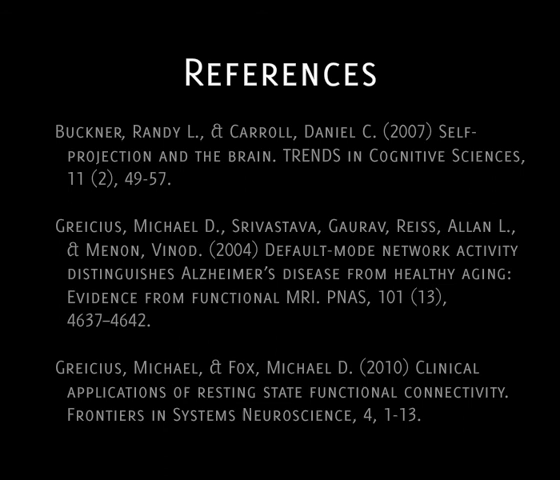 References
Buckner, Randy L., & Carroll, Daniel C. (2007) Self-
projection and the brain. TRENDS in Cognitive Sciences,
11 (2), 49-57.
Greicius, Michael D., Srivastava, Gaurav, Reiss, Allan L.,
& Menon, Vinod. (2004) Default-mode network activity
distinguishes Alzheimer's disease from healthy aging:
Evidence from functional MRI. PNAS, 101 (13),
4637–4642.
Greicius, Michael, & Fox, Michael D. (2010) Clinical
applications of resting state functional connectivity.
Frontiers in Systems Neuroscience, 4, 1-13.